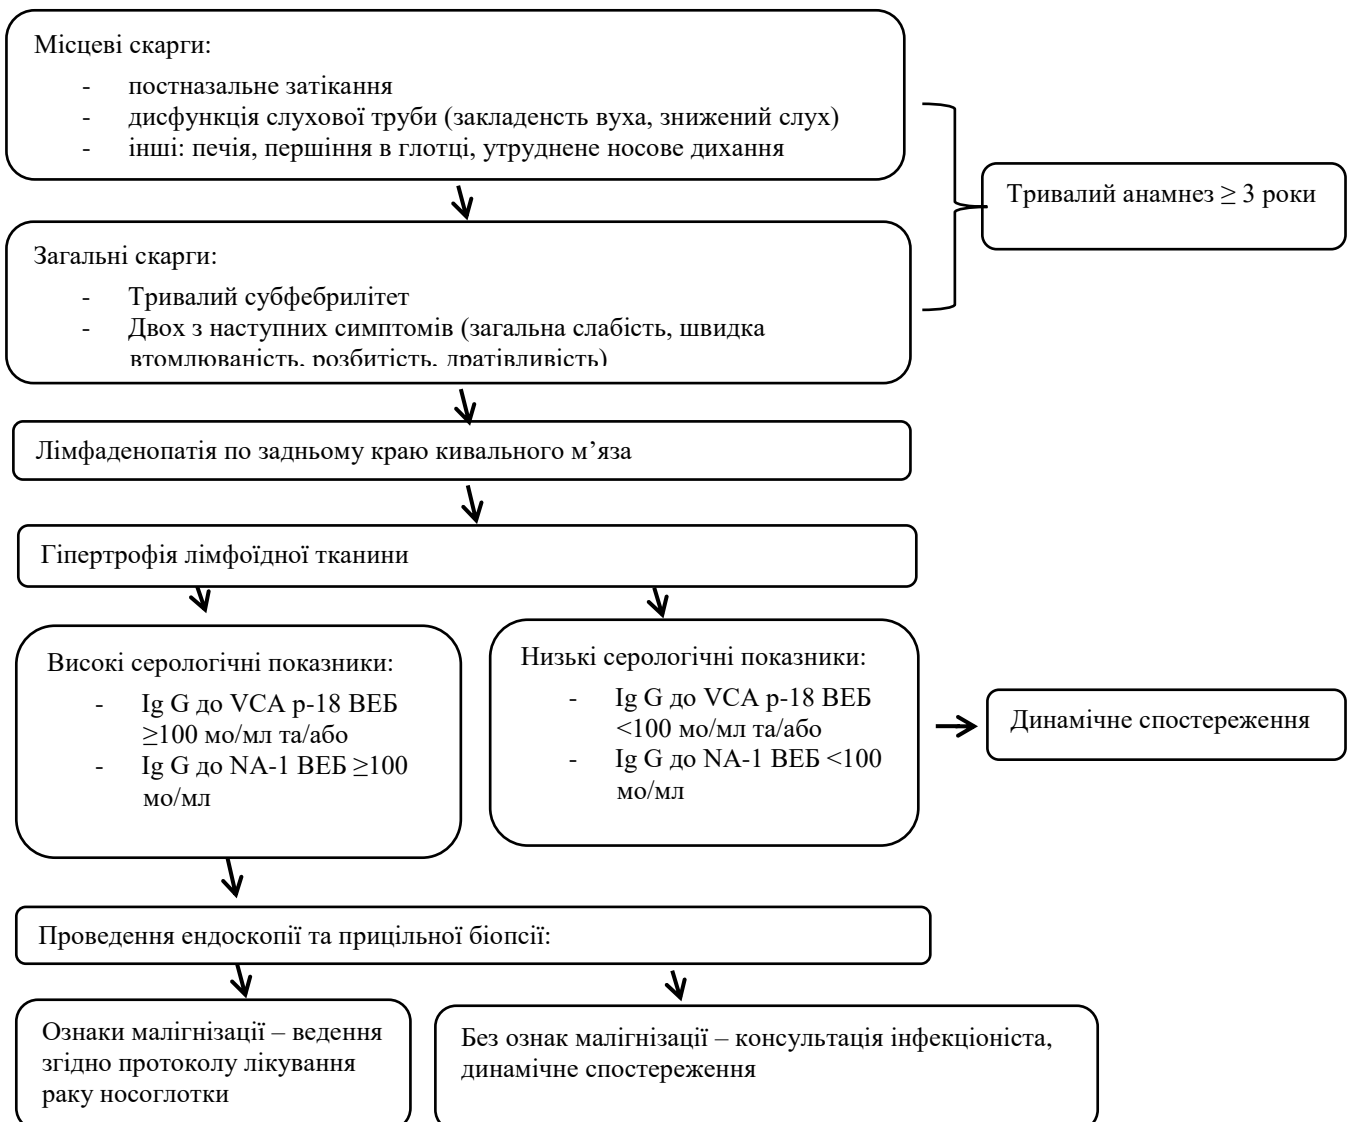 Місцеві скарги:
- постназальне затікання
- дисфункція слухової труби (закладенсть вуха, знижений слух)
- інші: печія, першіння в глотці, утруднене носове дихання
Тривалий анамнез ≥ 3 роки
Загальні скарги:
- Тривалий субфебрилітет
- Двох з наступних симптомів (загальна слабість, швидка
втомлюваність, розбитість, дратівливість)
Лімфаденопатія по задньому краю кивального м’яза
Гіпертрофія лімфоїдної тканини
Високі серологічні показники:
- Ig G до VCA p-18 ВЕБ
≥100 мо/мл та/або
- Ig G до NA-1 ВЕБ ≥100
мо/мл
Низькі серологічні показники:
- Ig G до VCA p-18 ВЕБ
<100 мо/мл та/або
- Ig G до NA-1 ВЕБ <100
мо/мл
Динамічне спостереження
Проведення ендоскопії та прицільної біопсії:
Ознаки малігнізації – ведення
згідно протоколу лікування
раку носоглотки
Без ознак малігнізації – консультація інфекціоніста,
динамічне спостереження